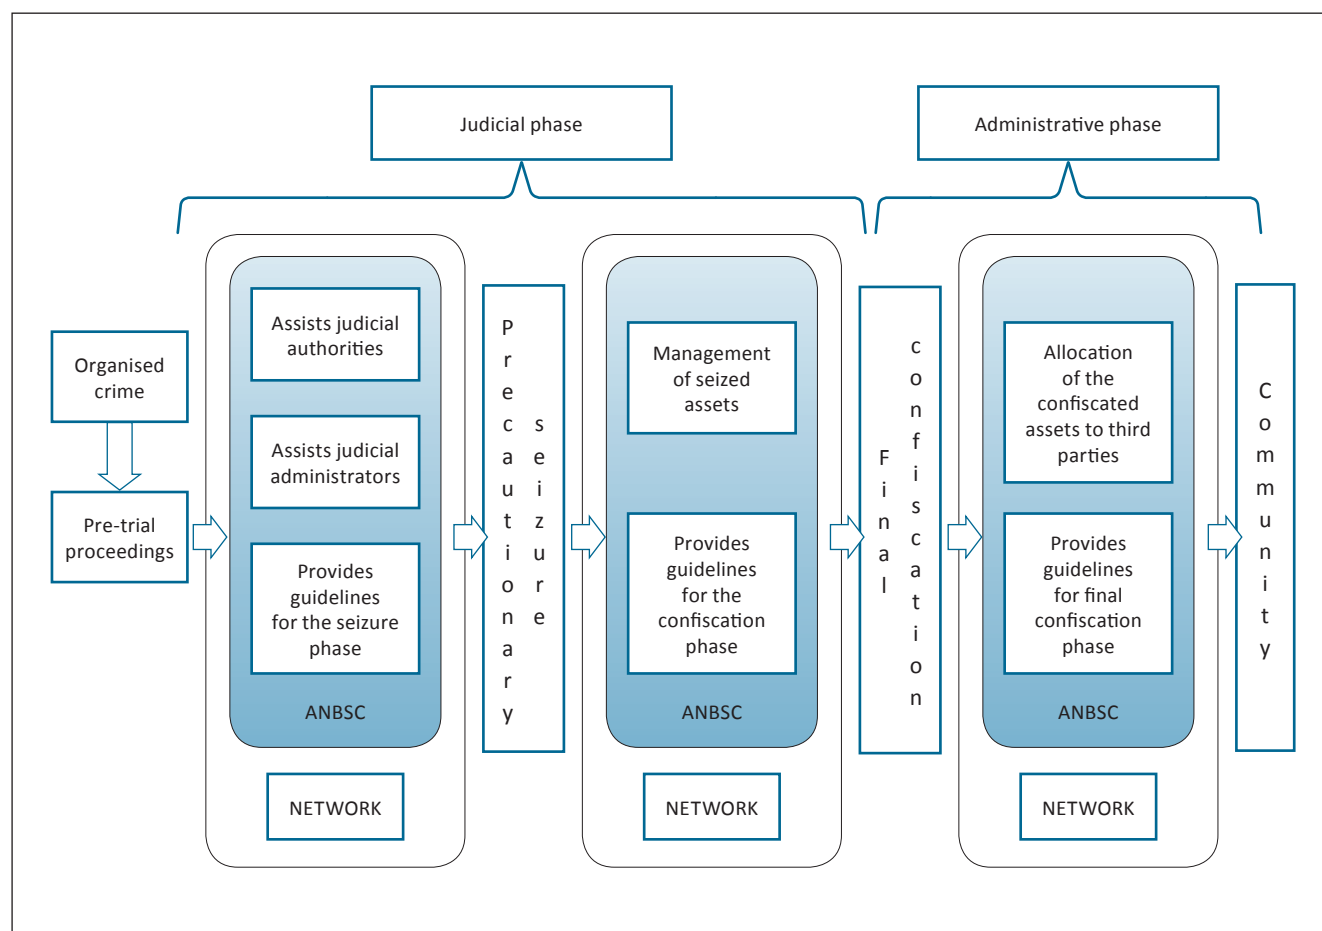 Judicial phase
Administrative phase
Organised
crime
Pre-trial
proceedings
Assists judicial
authorities
Assists judicial
administrators
Provides
guidelines
for the seizure
phase
ANBSC
NETWORK
Precautionary
seizure
Management
of seized
assets
Provides
guidelines
for the
confiscation
phase
ANBSC
NETWORK
Final
confiscation
Allocation
of the
confiscated
assets to third
parties
Provides
guidelines
for final
confiscation
phase
ANBSC
NETWORK
Community